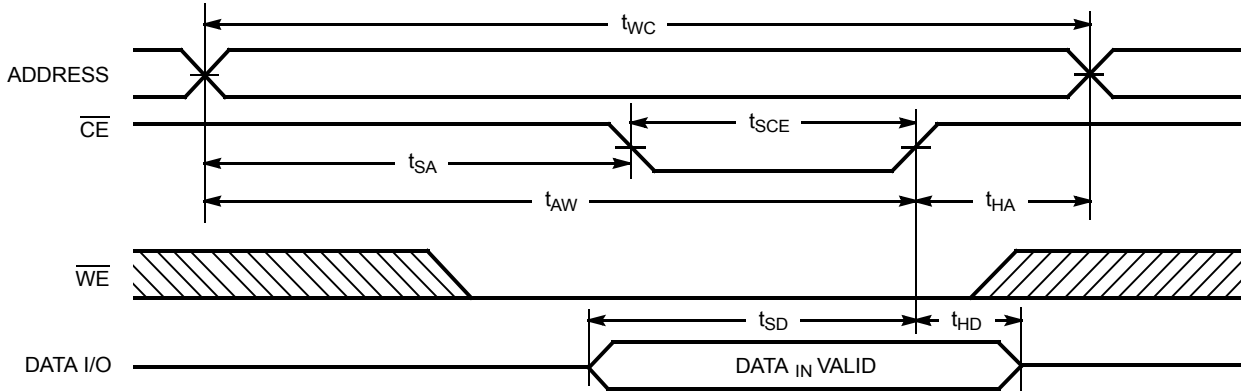 tWC
ADDRESS
CE
tSCE
tSA
tAW
tHA
WE
tSD
tHD
DATA I/O
DATA IN VALID